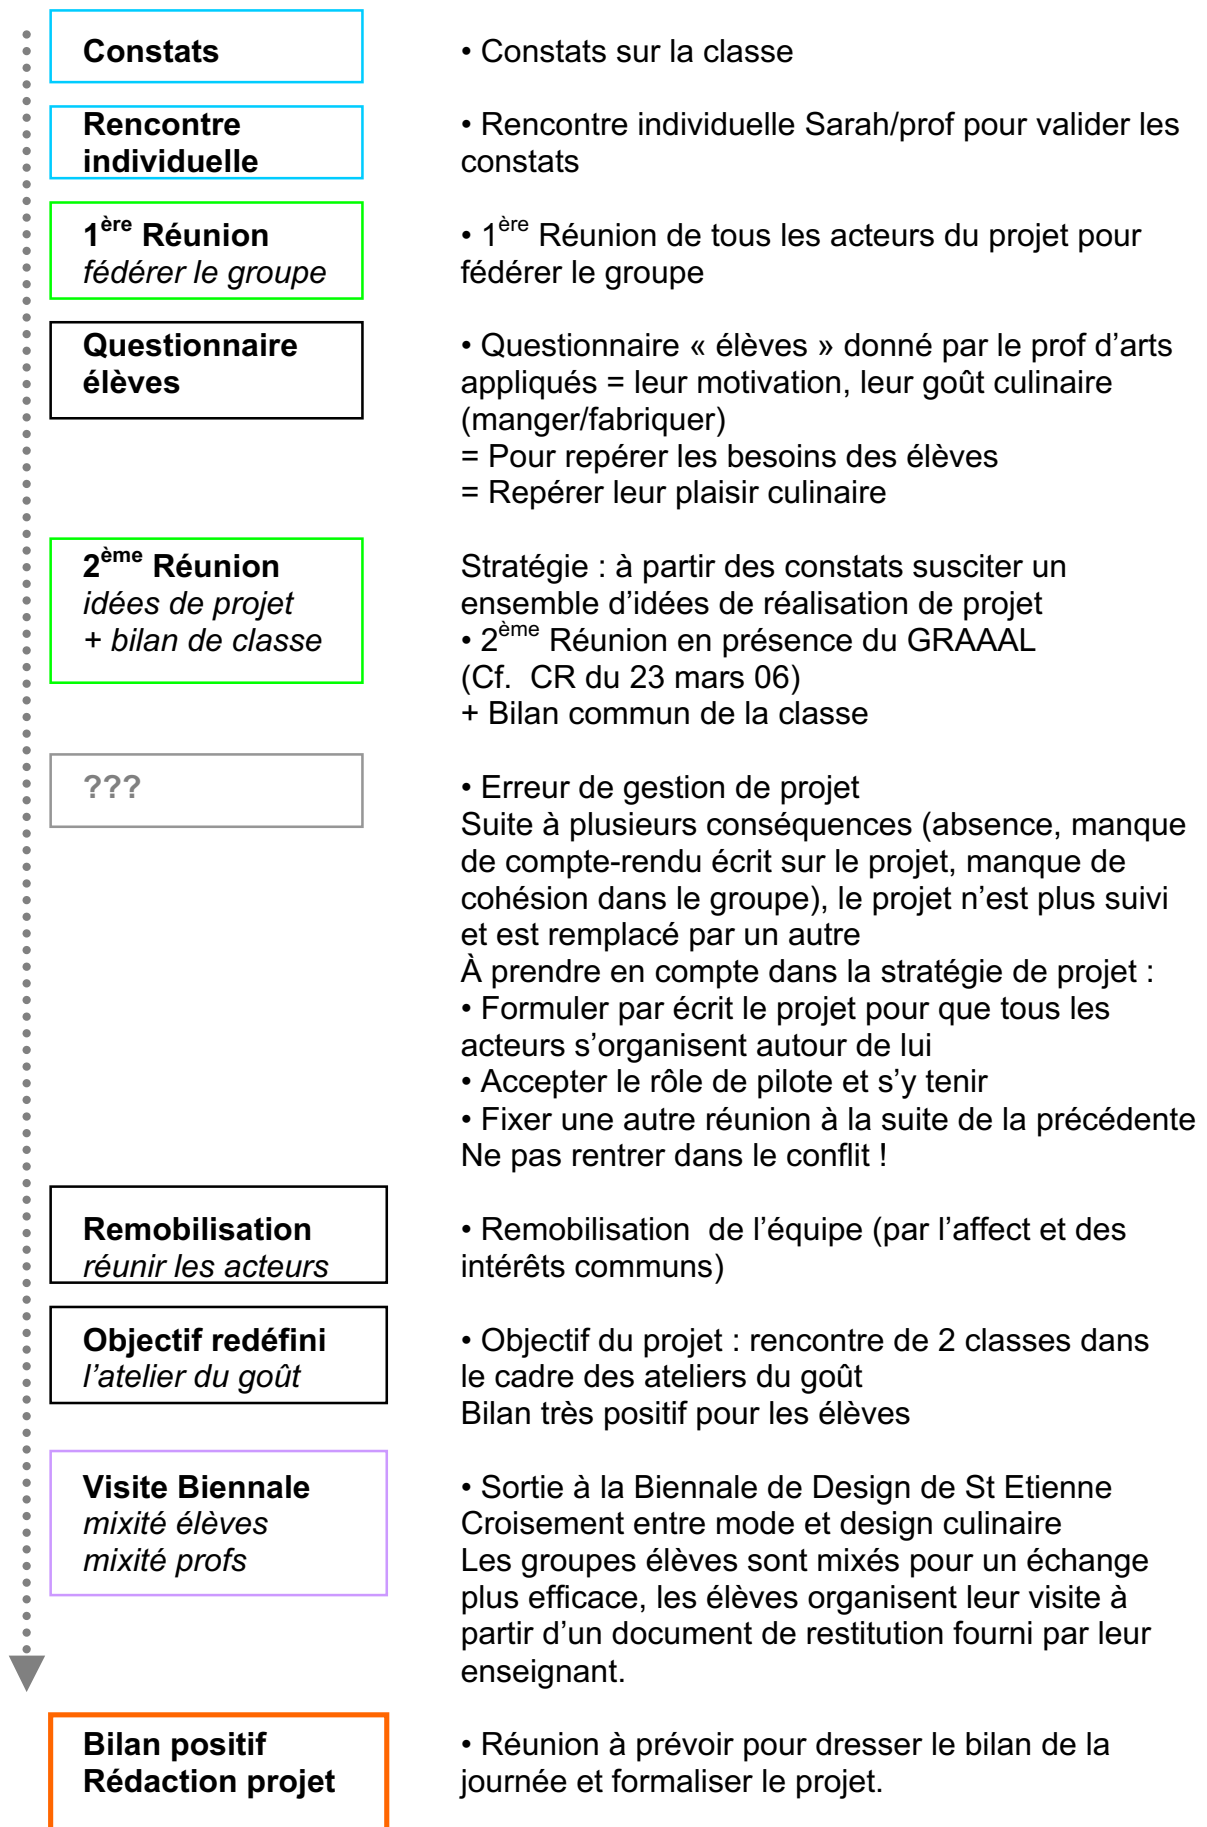 Constats
• Constats sur la classe
Rencontre
individuelle
• Rencontre individuelle Sarah/prof pour valider les
constats
1ère Réunion
fédérer le groupe
• 1ère Réunion de tous les acteurs du projet pour
fédérer le groupe
Questionnaire
élèves
• Questionnaire « élèves » donné par le prof d’arts
appliqués = leur motivation, leur goût culinaire
(manger/fabriquer)
= Pour repérer les besoins des élèves
= Repérer leur plaisir culinaire
2ème Réunion
idées de projet
+ bilan de classe
Stratégie : à partir des constats susciter un
ensemble d’idées de réalisation de projet
• 2ème Réunion en présence du GRAAAL
(Cf.  CR du 23 mars 06)
+ Bilan commun de la classe
???
• Erreur de gestion de projet
Suite à plusieurs conséquences (absence, manque
de compte-rendu écrit sur le projet, manque de
cohésion dans le groupe), le projet n’est plus suivi
et est remplacé par un autre
À prendre en compte dans la stratégie de projet :
• Formuler par écrit le projet pour que tous les
acteurs s’organisent autour de lui
• Accepter le rôle de pilote et s’y tenir
• Fixer une autre réunion à la suite de la précédente
Ne pas rentrer dans le conflit !
Remobilisation
réunir les acteurs
• Remobilisation  de l’équipe (par l’affect et des
intérêts communs)
Objectif redéfini
l’atelier du goût
• Objectif du projet : rencontre de 2 classes dans
le cadre des ateliers du goût
Bilan très positif pour les élèves
Visite Biennale
mixité élèves
mixité profs
• Sortie à la Biennale de Design de St Etienne
Croisement entre mode et design culinaire
Les groupes élèves sont mixés pour un échange
plus efficace, les élèves organisent leur visite à
partir d’un document de restitution fourni par leur
enseignant.
Bilan positif
Rédaction projet
• Réunion à prévoir pour dresser le bilan de la
journée et formaliser le projet.